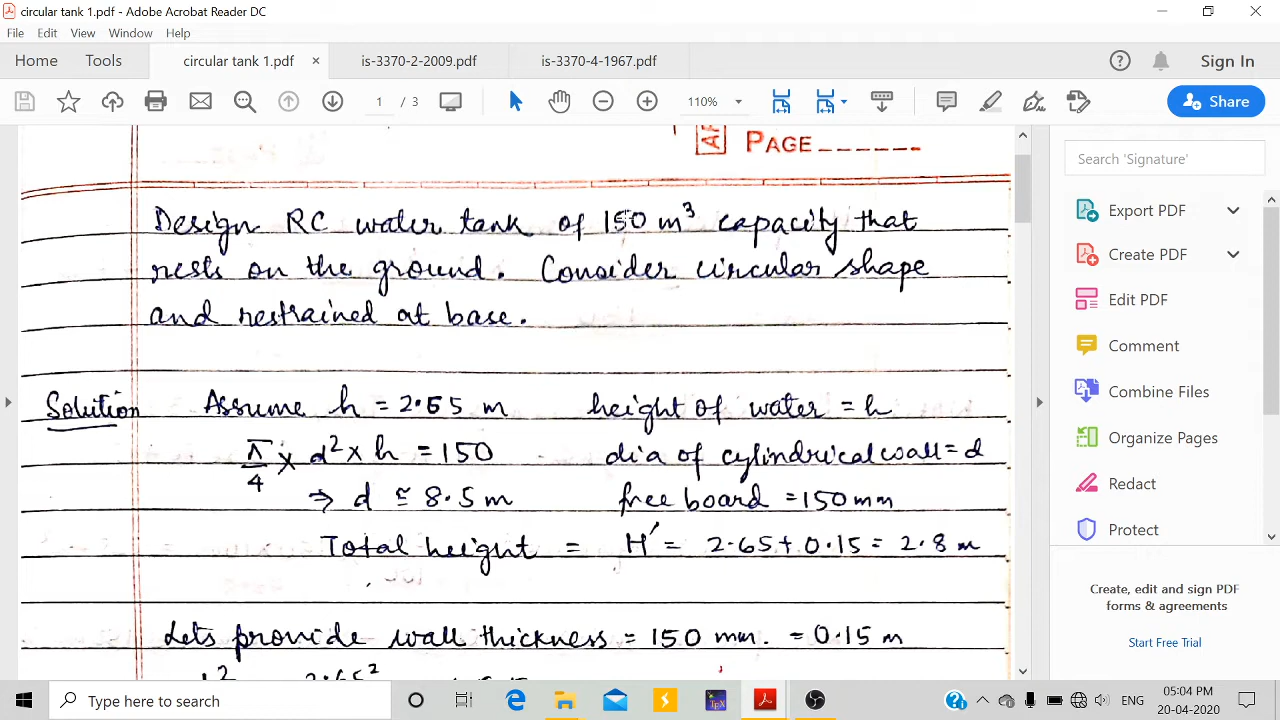 circular tank 1.pdf - Adobe Acrobat Reader DC
File Edit View Window Help
Home Tools circular tank 1.pdf × is-3370-2-2009.pdf is-3370-4-1967.pdf Sign In
1 / 3 110% Share
PAGE
Design RC water tank of 150 m³ capacity that
rests on the ground. Consider circular shape
and restrained at base.
Solution Assume h = 2.65 m height of water = h
π/4 × d² × h = 150 dia of cylindrical wall = d
⇒ d ≅ 8.5 m free board = 150 mm
Total height = H' = 2.65 + 0.15 = 2.8 m
Lets provide wall thickness = 150 mm. = 0.15 m
Search 'Signature'
Export PDF
Create PDF
Edit PDF
Comment
Combine Files
Organize Pages
Redact
Protect
Create, edit and sign PDF
forms & agreements
Start Free Trial
Type here to search
ENG
05:04 PM
20-04-2020